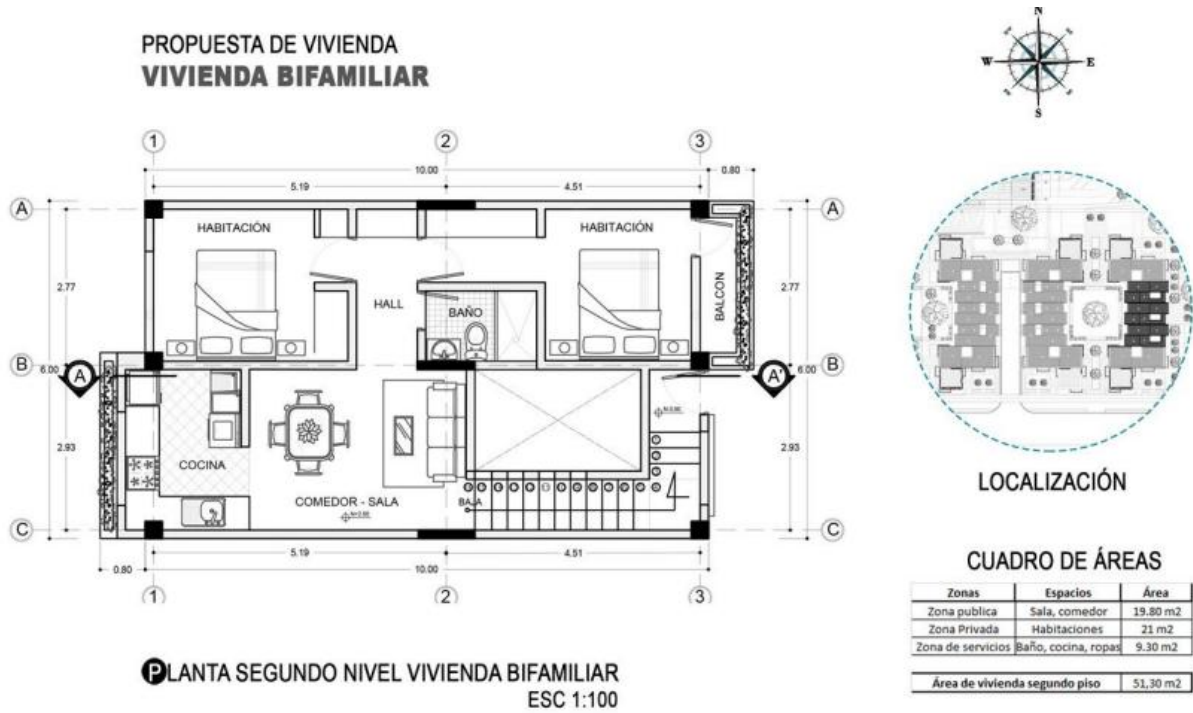 PROPUESTA DE VIVIENDA
VIVIENDA BIFAMILIAR
N
W E
S
1 2 3
10.00 0.80
5.19 4.51
A A
HABITACIÓN HABITACIÓN
2.77 2.77
HALL BAÑO BALCON
B B
6.00 6.00
A A'
2.93 2.93
COCINA
COMEDOR - SALA BAJA
C C
5.19 4.51
0.80 10.00
1 2 3
PLANTA SEGUNDO NIVEL VIVIENDA BIFAMILIAR
ESC 1:100
LOCALIZACIÓN
CUADRO DE ÁREAS
Zonas Espacios Área
Zona publica Sala, comedor 19.80 m2
Zona Privada Habitaciones 21 m2
Zona de servicios Baño, cocina, ropas 9.30 m2
Área de vivienda segundo piso 51,30 m2